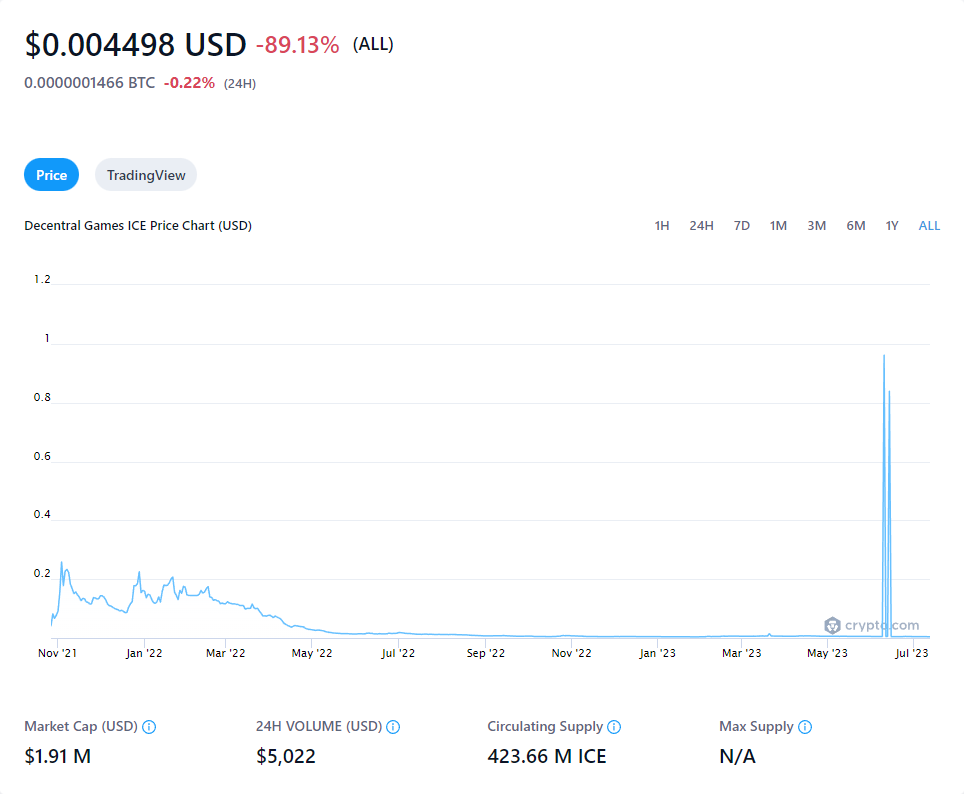 $0.004498 USD -89.13% (ALL)
0.0000001466 BTC -0.22% (24H)
Price TradingView
Decentral Games ICE Price Chart (USD) 1H 24H 7D 1M 3M 6M 1Y ALL
1.2
1
0.8
0.6
0.4
0.2
crypto.com
Nov '21 Jan '22 Mar '22 May '22 Jul '22 Sep '22 Nov '22 Jan '23 Mar '23 May '23 Jul '23
Market Cap (USD) 24H VOLUME (USD) Circulating Supply Max Supply
$1.91 M $5,022 423.66 M ICE N/A